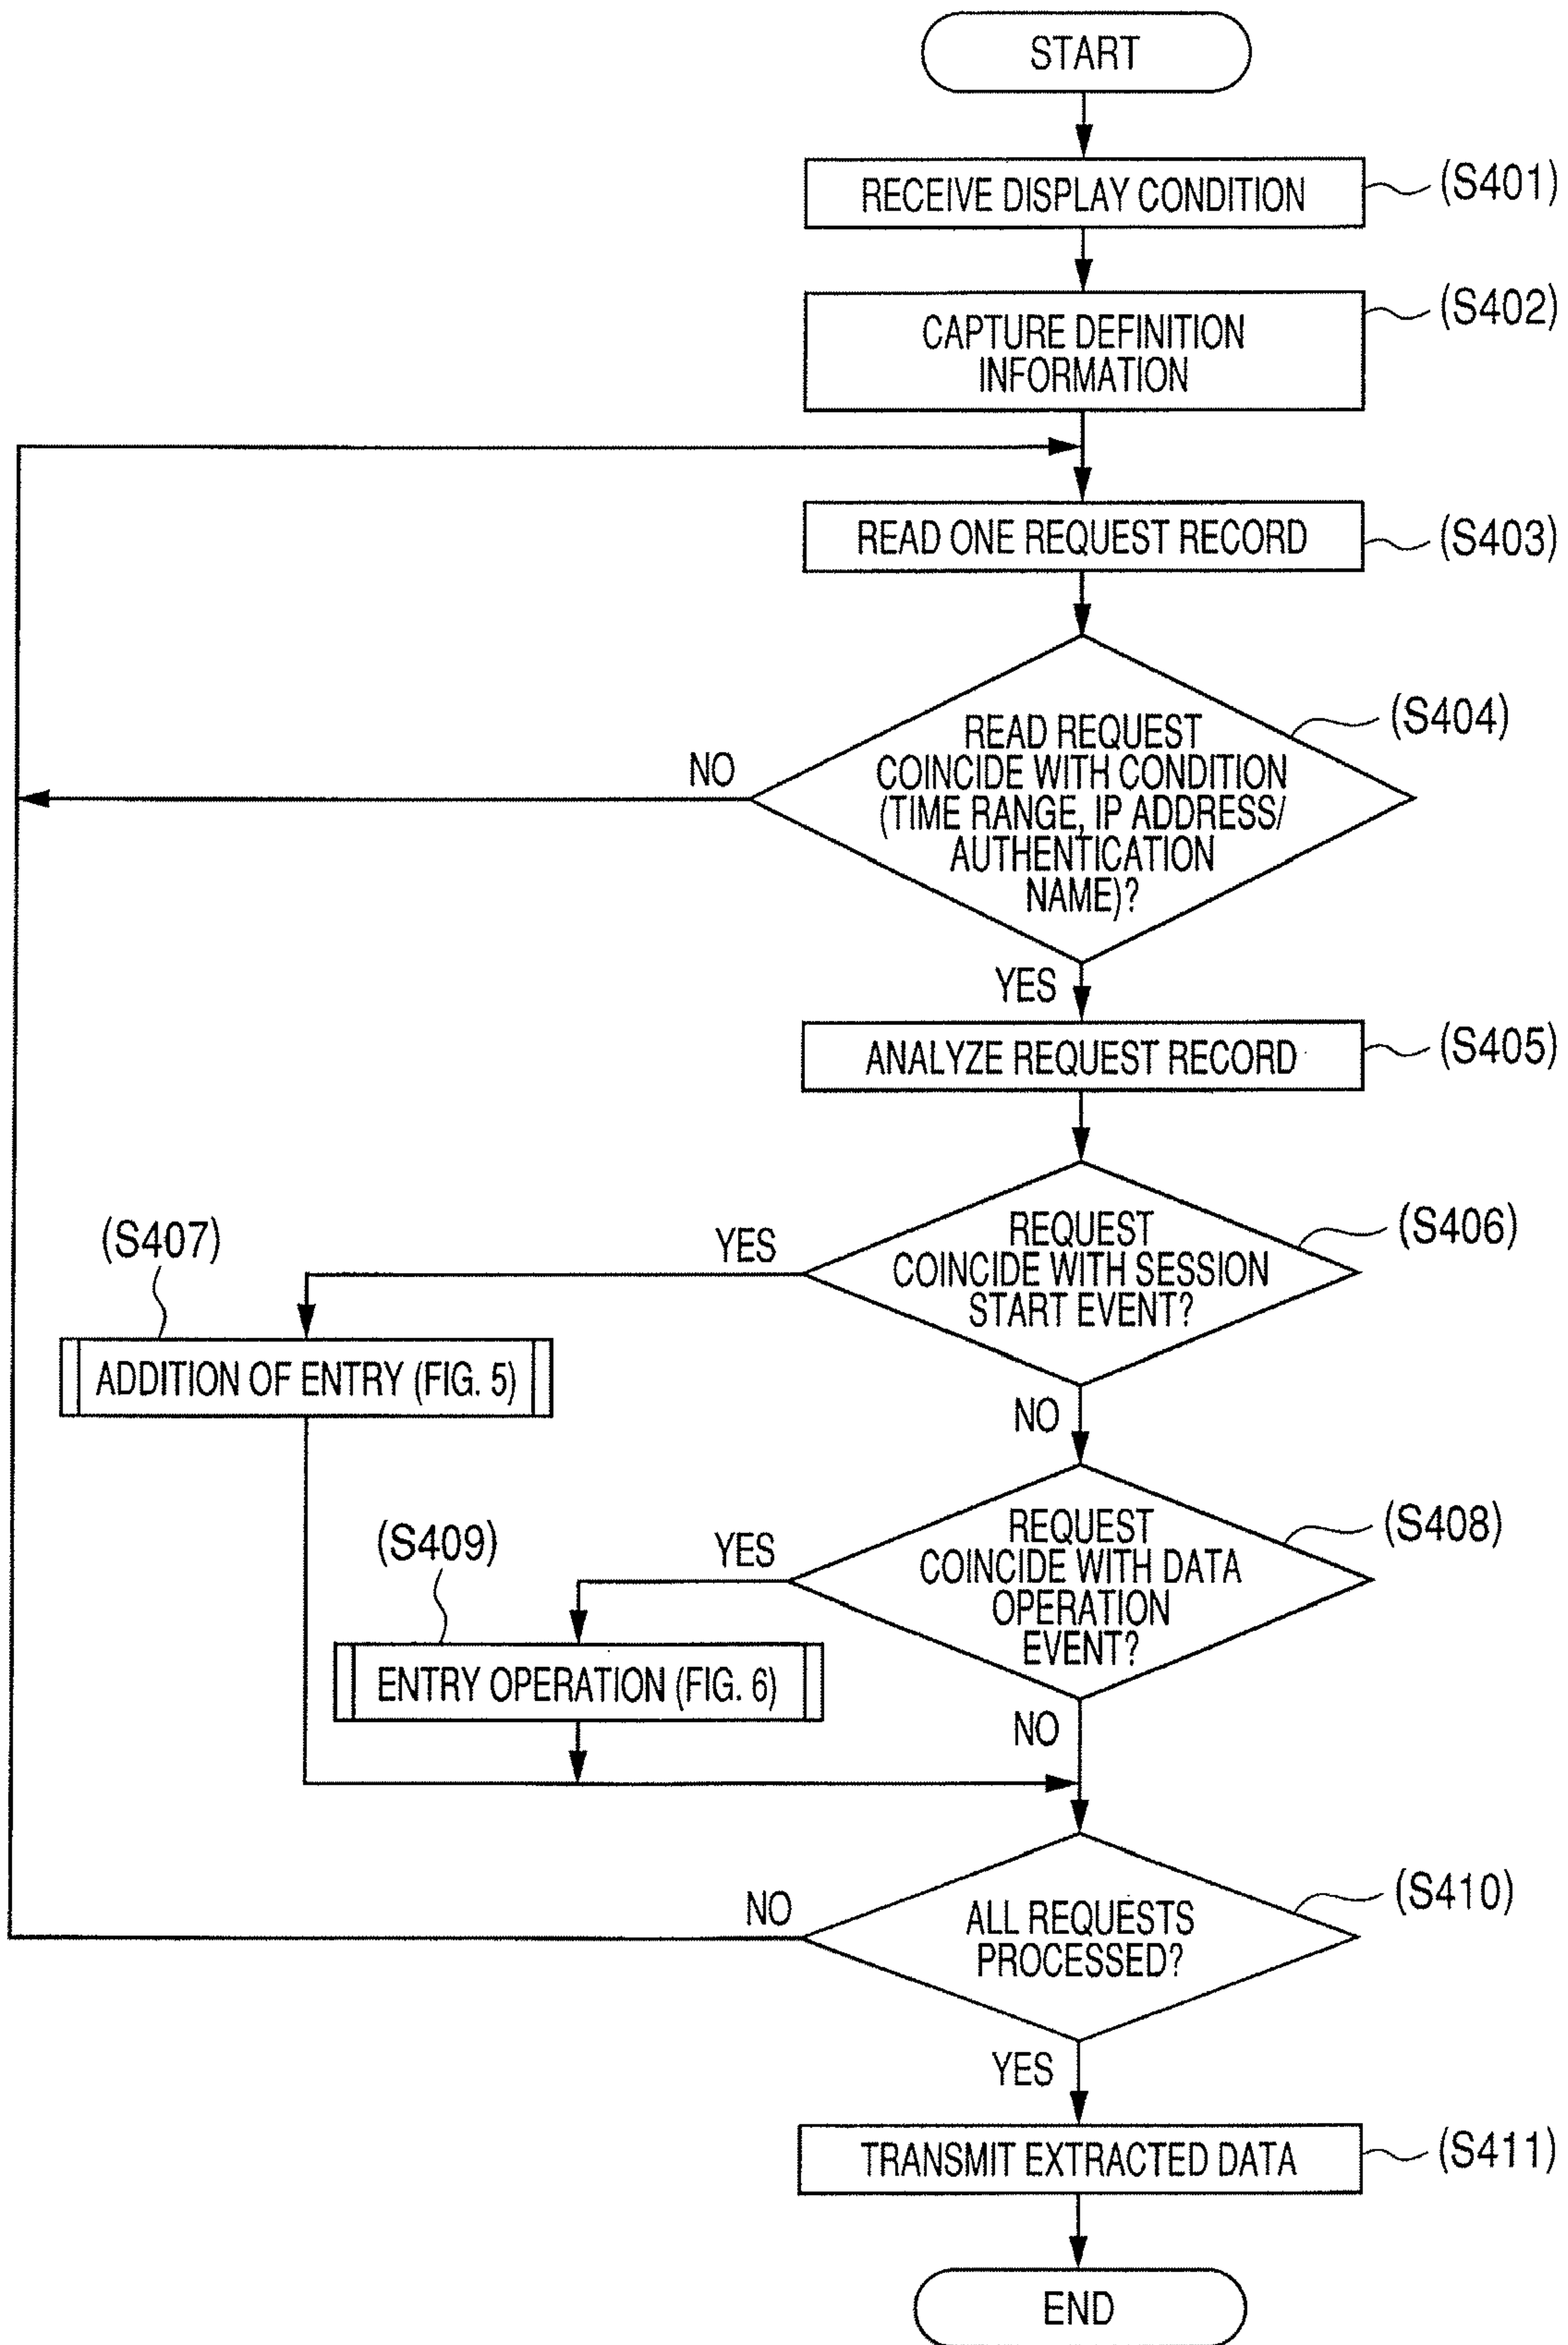 START
RECEIVE DISPLAY CONDITION
(S401)
CAPTURE DEFINITION
INFORMATION
(S402)
READ ONE REQUEST RECORD
(S403)
READ REQUEST
COINCIDE WITH CONDITION
(TIME RANGE, IP ADDRESS/
AUTHENTICATION
NAME)?
(S404)
NO
YES
ANALYZE REQUEST RECORD
(S405)
REQUEST
COINCIDE WITH SESSION
START EVENT?
(S406)
YES
(S407)
ADDITION OF ENTRY (FIG. 5)
NO
REQUEST
COINCIDE WITH DATA
OPERATION
EVENT?
(S408)
YES
(S409)
ENTRY OPERATION (FIG. 6)
NO
ALL REQUESTS
PROCESSED?
(S410)
NO
YES
TRANSMIT EXTRACTED DATA
(S411)
END